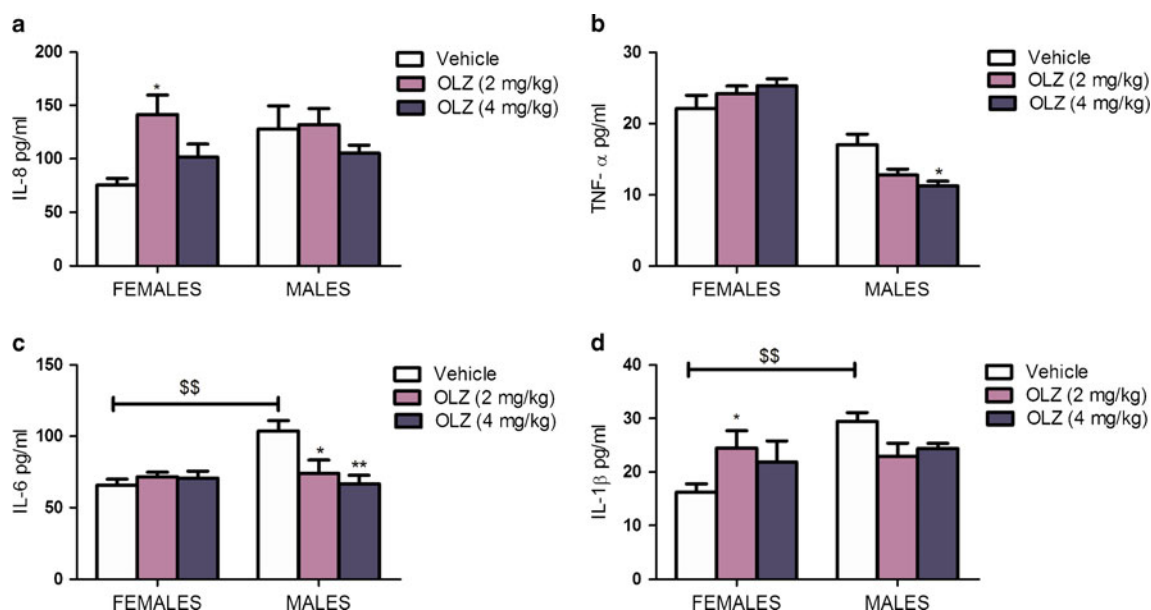 a
200
150
100
50
0
IL-8 pg/ml
*
FEMALES
MALES
Vehicle
OLZ (2 mg/kg)
OLZ (4 mg/kg)
b
30
20
10
0
TNF- α pg/ml
*
FEMALES
MALES
Vehicle
OLZ (2 mg/kg)
OLZ (4 mg/kg)
c
150
100
50
0
IL-6 pg/ml
$$
*
**
FEMALES
MALES
Vehicle
OLZ (2 mg/kg)
OLZ (4 mg/kg)
d
40
30
20
10
0
IL-1β pg/ml
$$
*
FEMALES
MALES
Vehicle
OLZ (2 mg/kg)
OLZ (4 mg/kg)